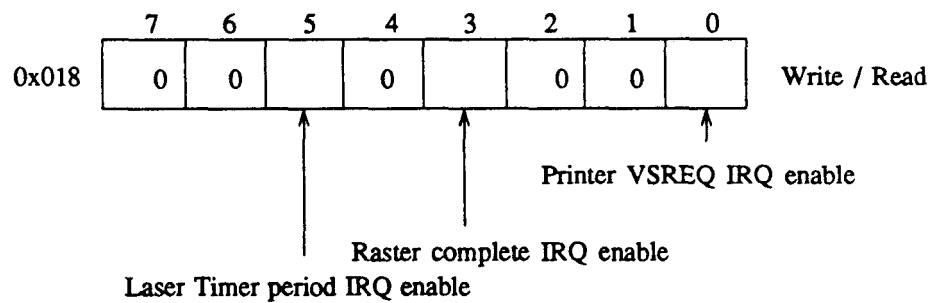 7 6 5 4 3 2 1 0
0x018 0 0 0 0 0 Write / Read
Printer VSREQ IRQ enable
Raster complete IRQ enable
Laser Timer period IRQ enable